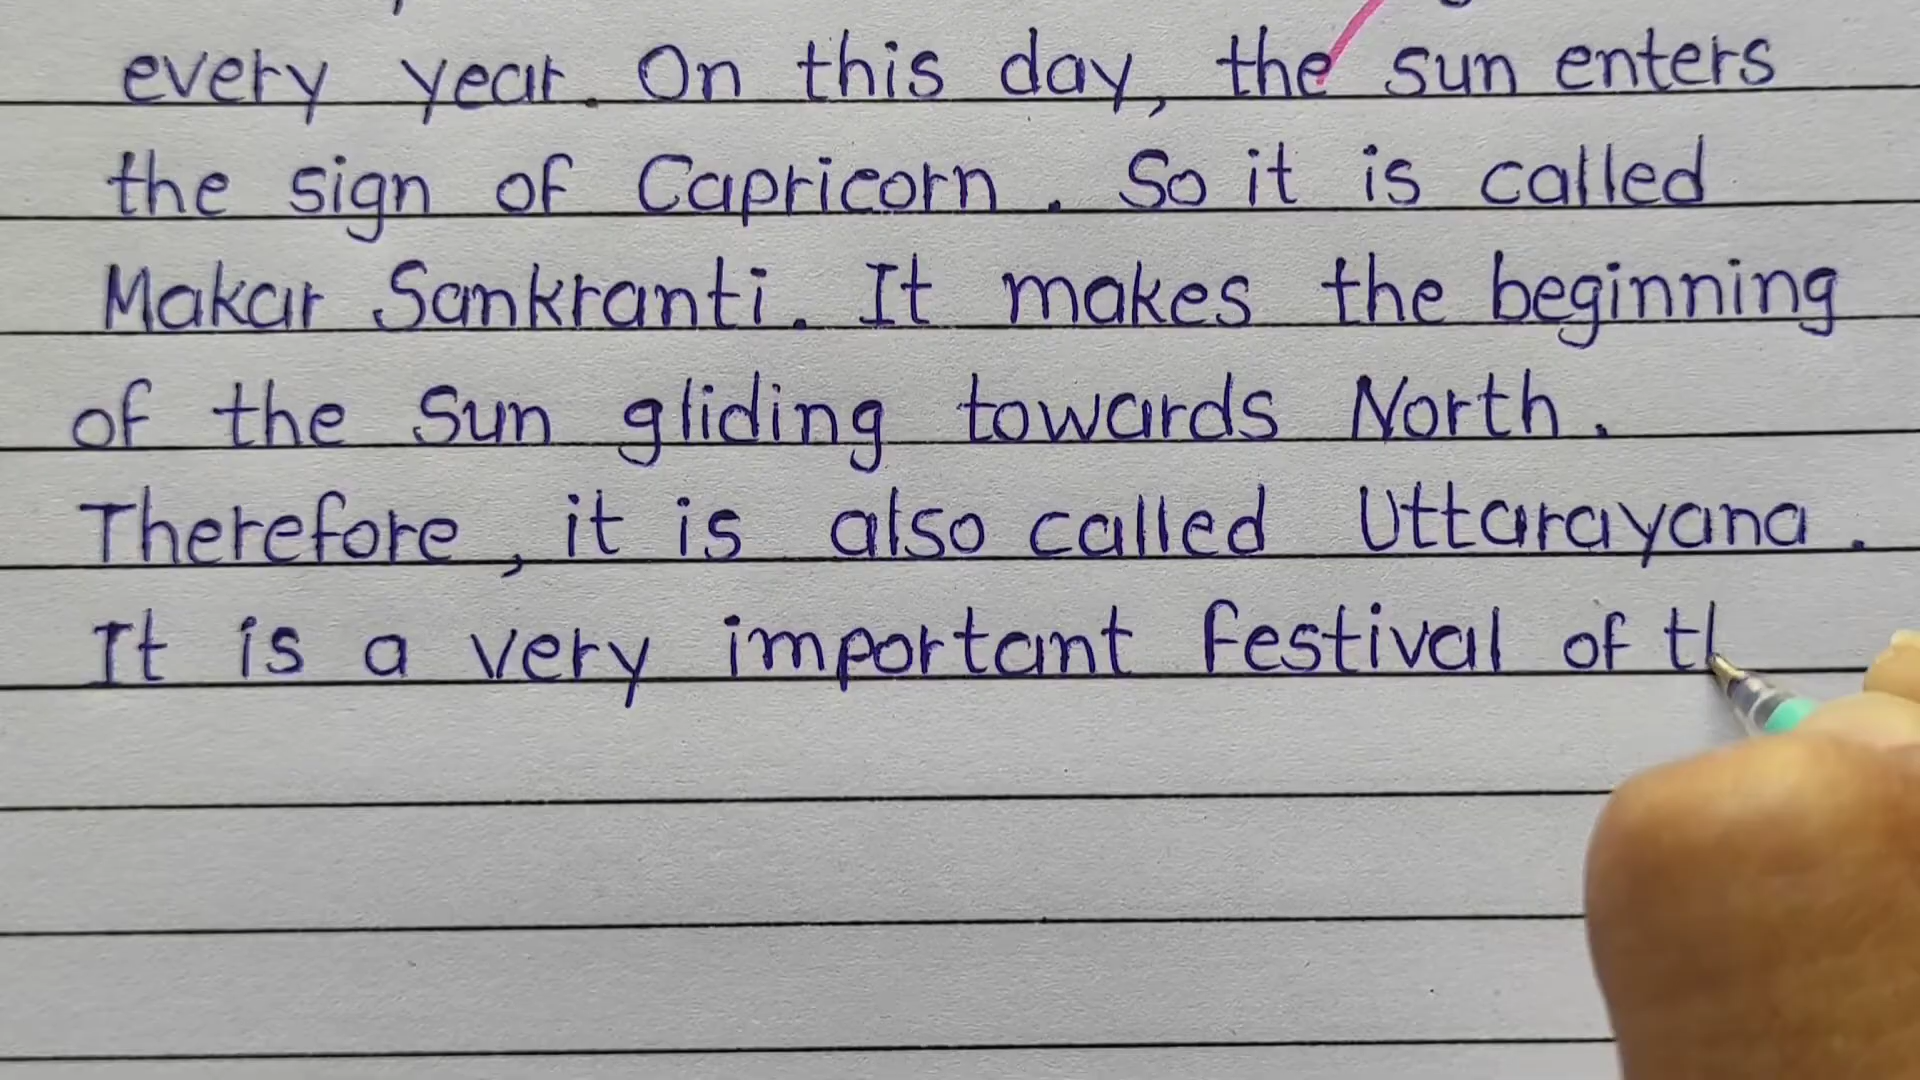 every year. On this day, the sun enters
the sign of Capricorn. So it is called
Makar Sankranti. It makes the beginning
of the Sun gliding towards North.
Therefore, it is also called Uttarayana.
It is a very important festival of th